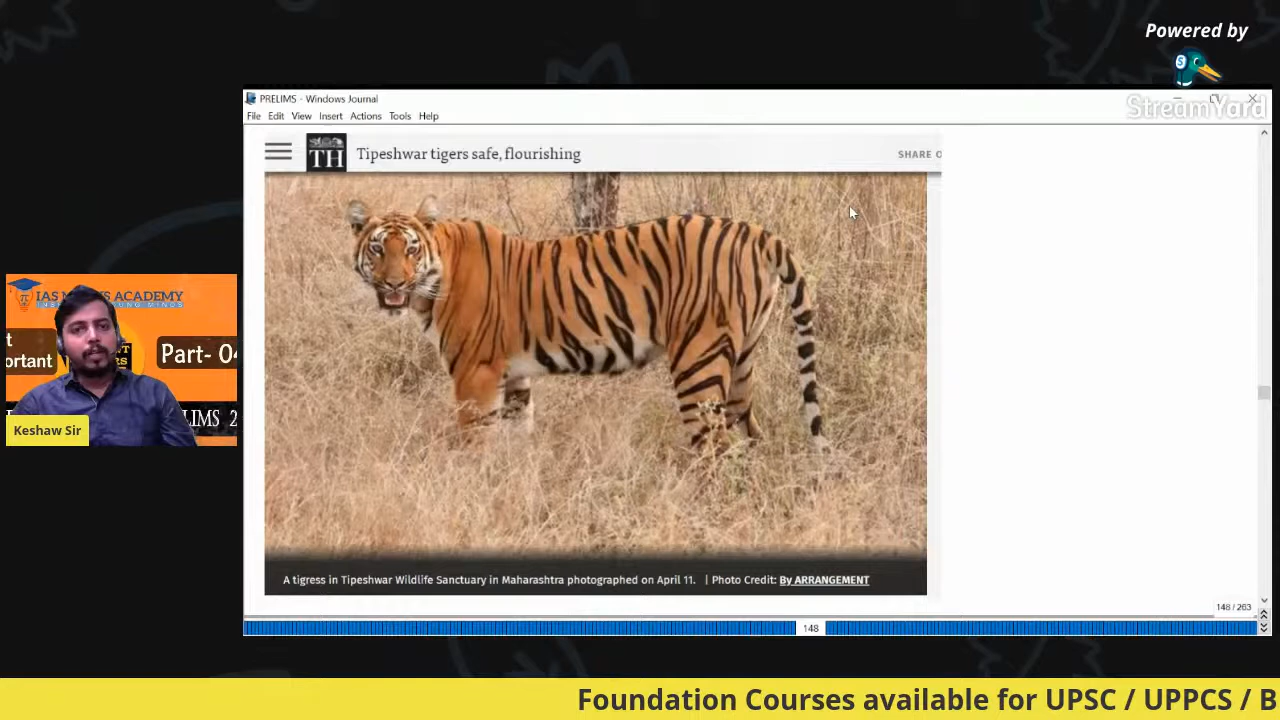 Powered by
StreamYard
PRELIMS - Windows Journal
File Edit View Insert Actions Tools Help
TH Tipeshwar tigers safe, flourishing
SHARE O
A tigress in Tipeshwar Wildlife Sanctuary in Maharashtra photographed on April 11. | Photo Credit: By ARRANGEMENT
148 / 263
148
ACADEMY
Part- 04
Keshaw Sir
Foundation Courses available for UPSC / UPPCS / B